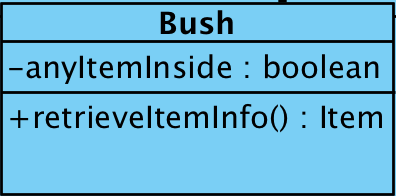 Bush
-anyItemInside : boolean
+retrieveItemInfo() : Item